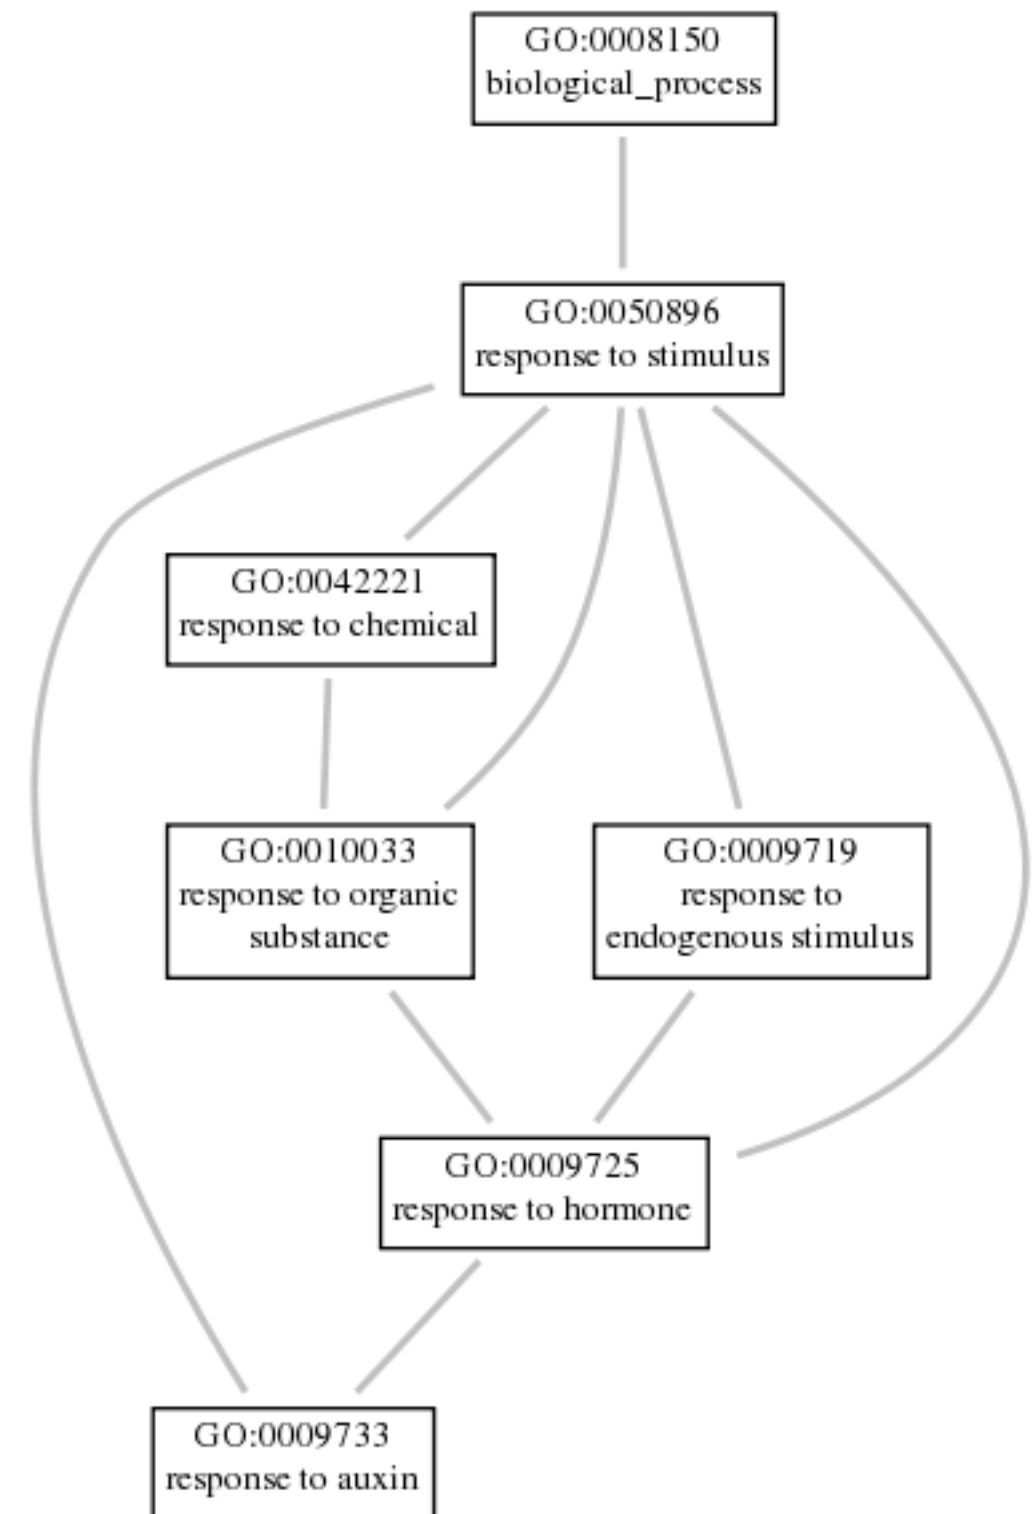 GO:0008150
biological_process
GO:0050896
response to stimulus
GO:0042221
response to chemical
GO:0010033
response to organic
substance
GO:0009719
response to
endogenous stimulus
GO:0009725
response to hormone
GO:0009733
response to auxin